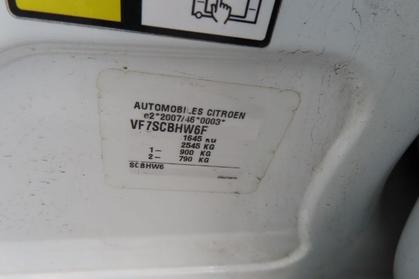 AUTOMOBILES CITROEN
e2*2007/46*0003*
VF7SCBHW6F
1645 KG
2545 KG
1- 900 KG
2- 790 KG
SCBHW6